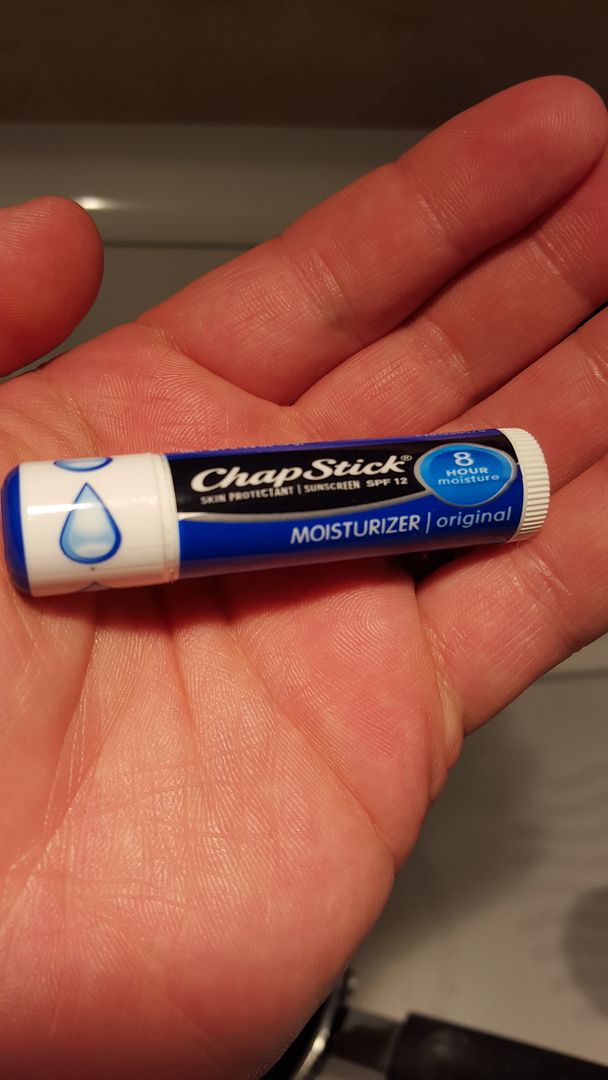 ChapStick®
SKIN PROTECTANT | SUNSCREEN SPF 12
8
HOUR
moisture
MOISTURIZER | original